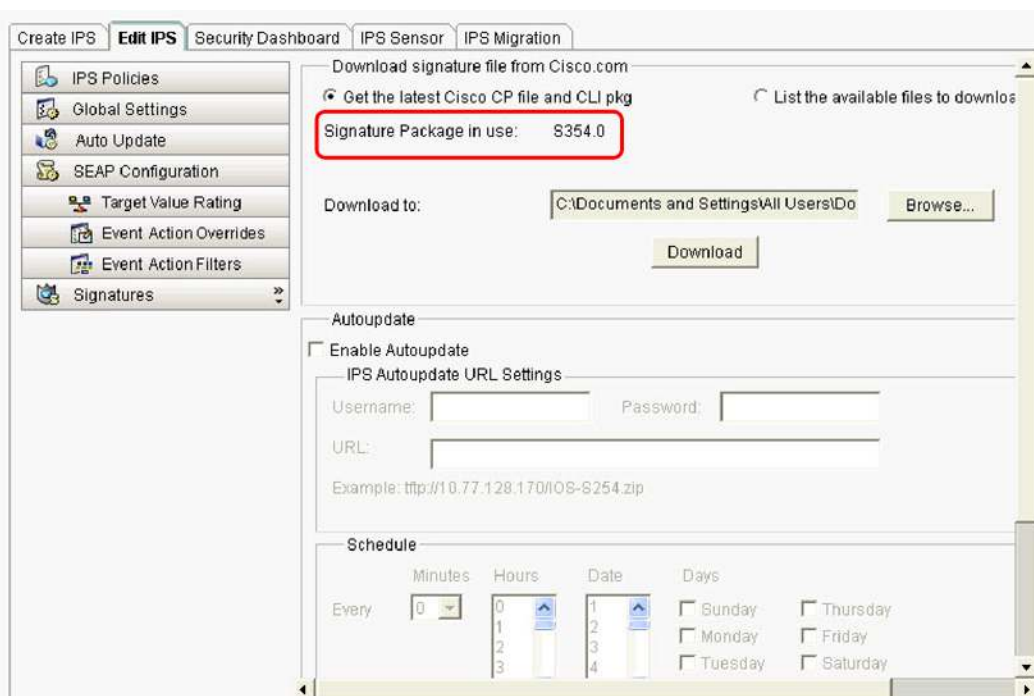 Create IPS Edit IPS Security Dashboard IPS Sensor IPS Migration
IPS Policies
Global Settings
Auto Update
SEAP Configuration
Target Value Rating
Event Action Overrides
Event Action Filters
Signatures
Download signature file from Cisco.com
Get the latest Cisco CP file and CLI pkg List the available files to downloa
Signature Package in use: S354.0
Download to: C:\Documents and Settings\All Users\Do Browse...
Download
Autoupdate
Enable Autoupdate
IPS Autoupdate URL Settings
Username: Password:
URL:
Example: tftp://10.77.128.170/IOS-S254.zip
Schedule
Minutes Hours Date Days
Every 0 0 1 Sunday Thursday
1 2 Monday Friday
2 3 Tuesday Saturday
3 4